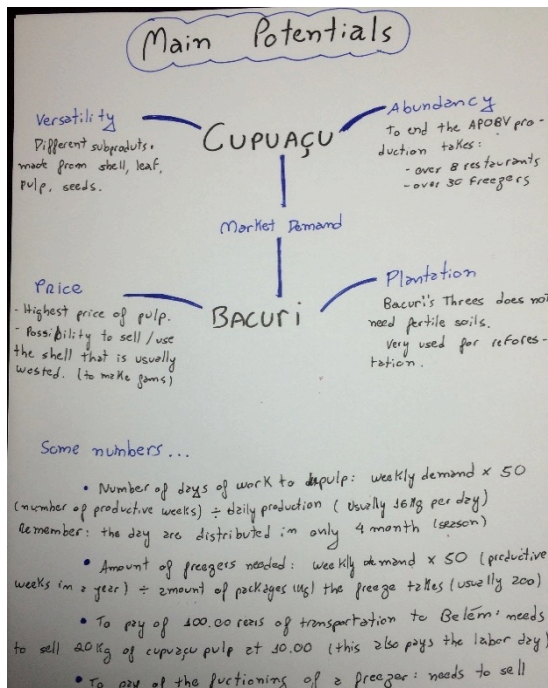 Main Potentials
Versatility
Different subproduts.
made from shell, leaf,
pulp, seeds.
CUPUAÇU
Abundancy
To end the APOBV pro-
duction takes:
- over 8 restaurants
- over 30 freezers
Market Demand
Price
- Highest price of pulp.
- Possibility to sell/use
the shell that is usually
wasted. (to make jams)
BACURI
Plantation
Bacuri's Threes does not
need fertile soils.
Very used for refores-
tation.
Some numbers...
• Number of days of work to depulp: weekly demand x 50
(number of productive weeks) ÷ daily production (usually 16Kg per day)
Remember: the day are distributed in only 4 month (season)
• Amount of freezers needed: weekly demand x 50 (productive
weeks in a year) ÷ amount of packages (Kg) the freeze takes (usually 200)
• To pay of 100.00 reais of transportation to Belém: needs
to sell 20Kg of cupuaçu pulp at 10.00 (this also pays the labor day)
• To pay of the fuctioning of a freezer: needs to sell